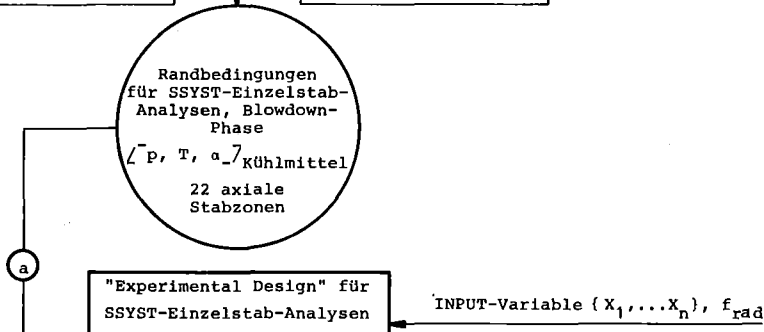 Randbedingungen
für SSYST-Einzelstab-
Analysen, Blowdown-
Phase
[p, T, α]Kühlmittel
22 axiale
Stabzonen
a
"Experimental Design" für
SSYST-Einzelstab-Analysen
INPUT-Variable {X1,...Xn}, frad